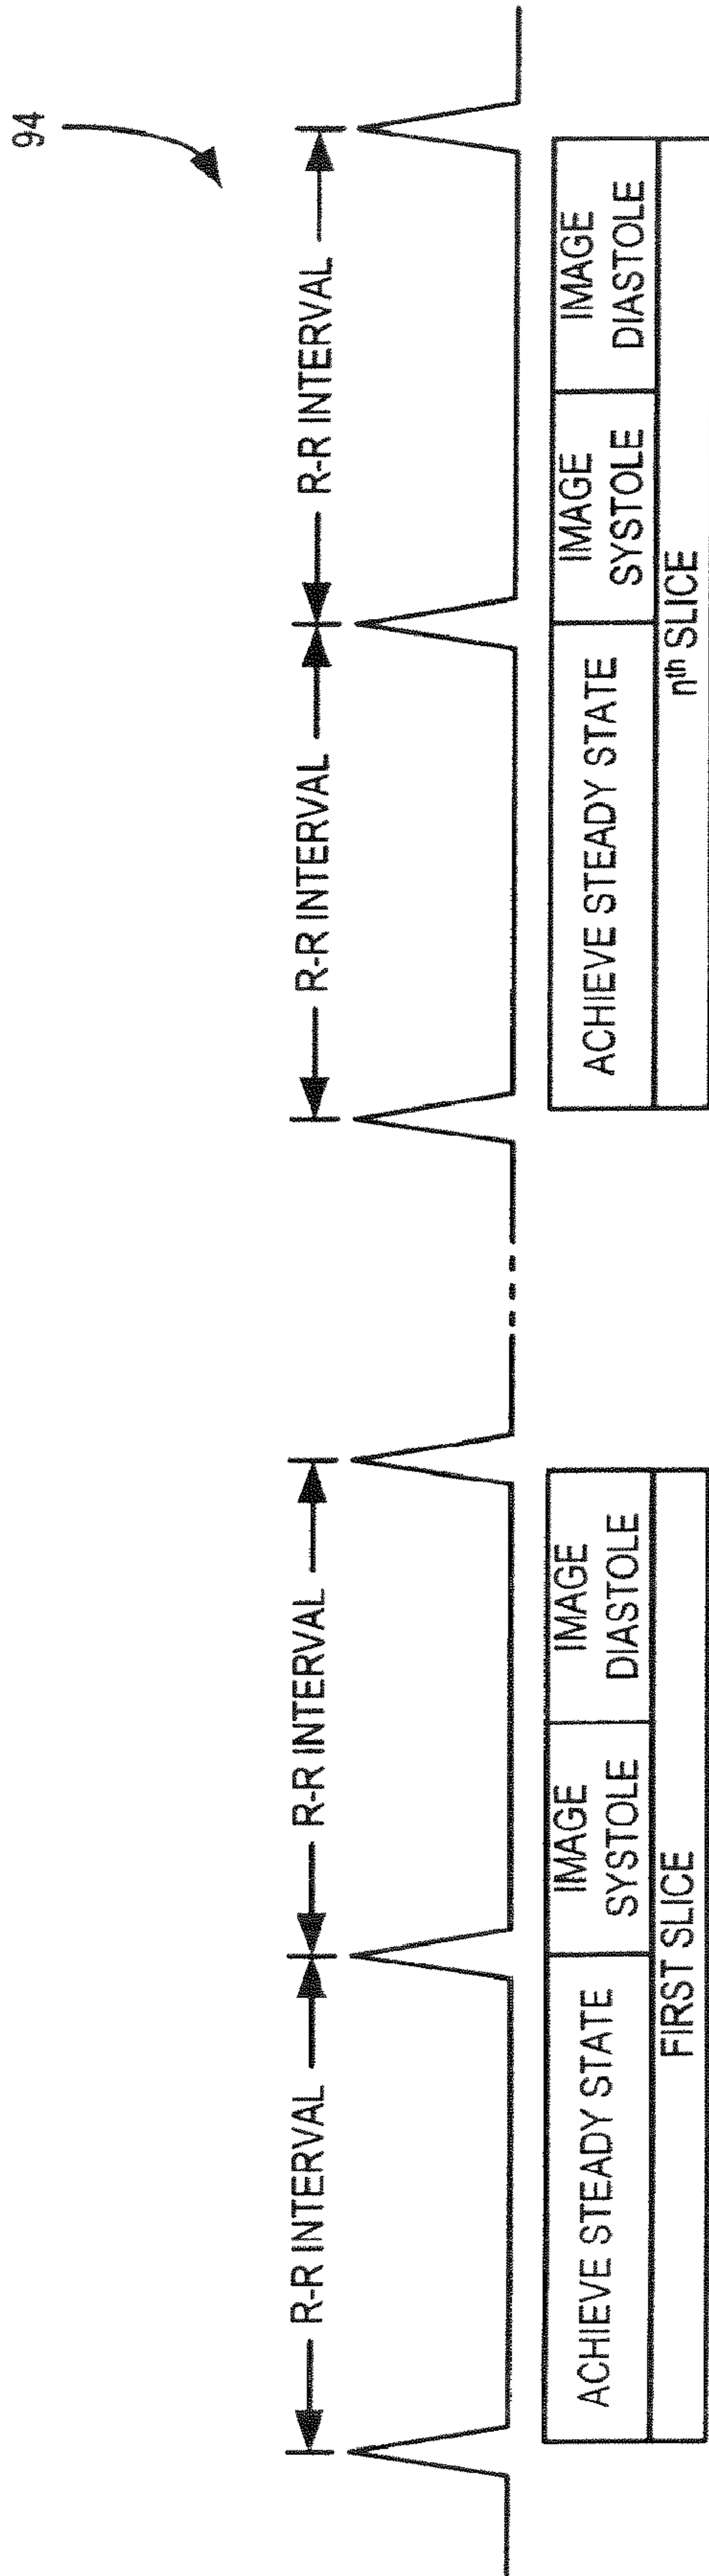 94
R-R INTERVAL
R-R INTERVAL
R-R INTERVAL
R-R INTERVAL
ACHIEVE STEADY STATE
IMAGE
SYSTOLE
IMAGE
DIASTOLE
FIRST SLICE
ACHIEVE STEADY STATE
IMAGE
SYSTOLE
IMAGE
DIASTOLE
nth SLICE